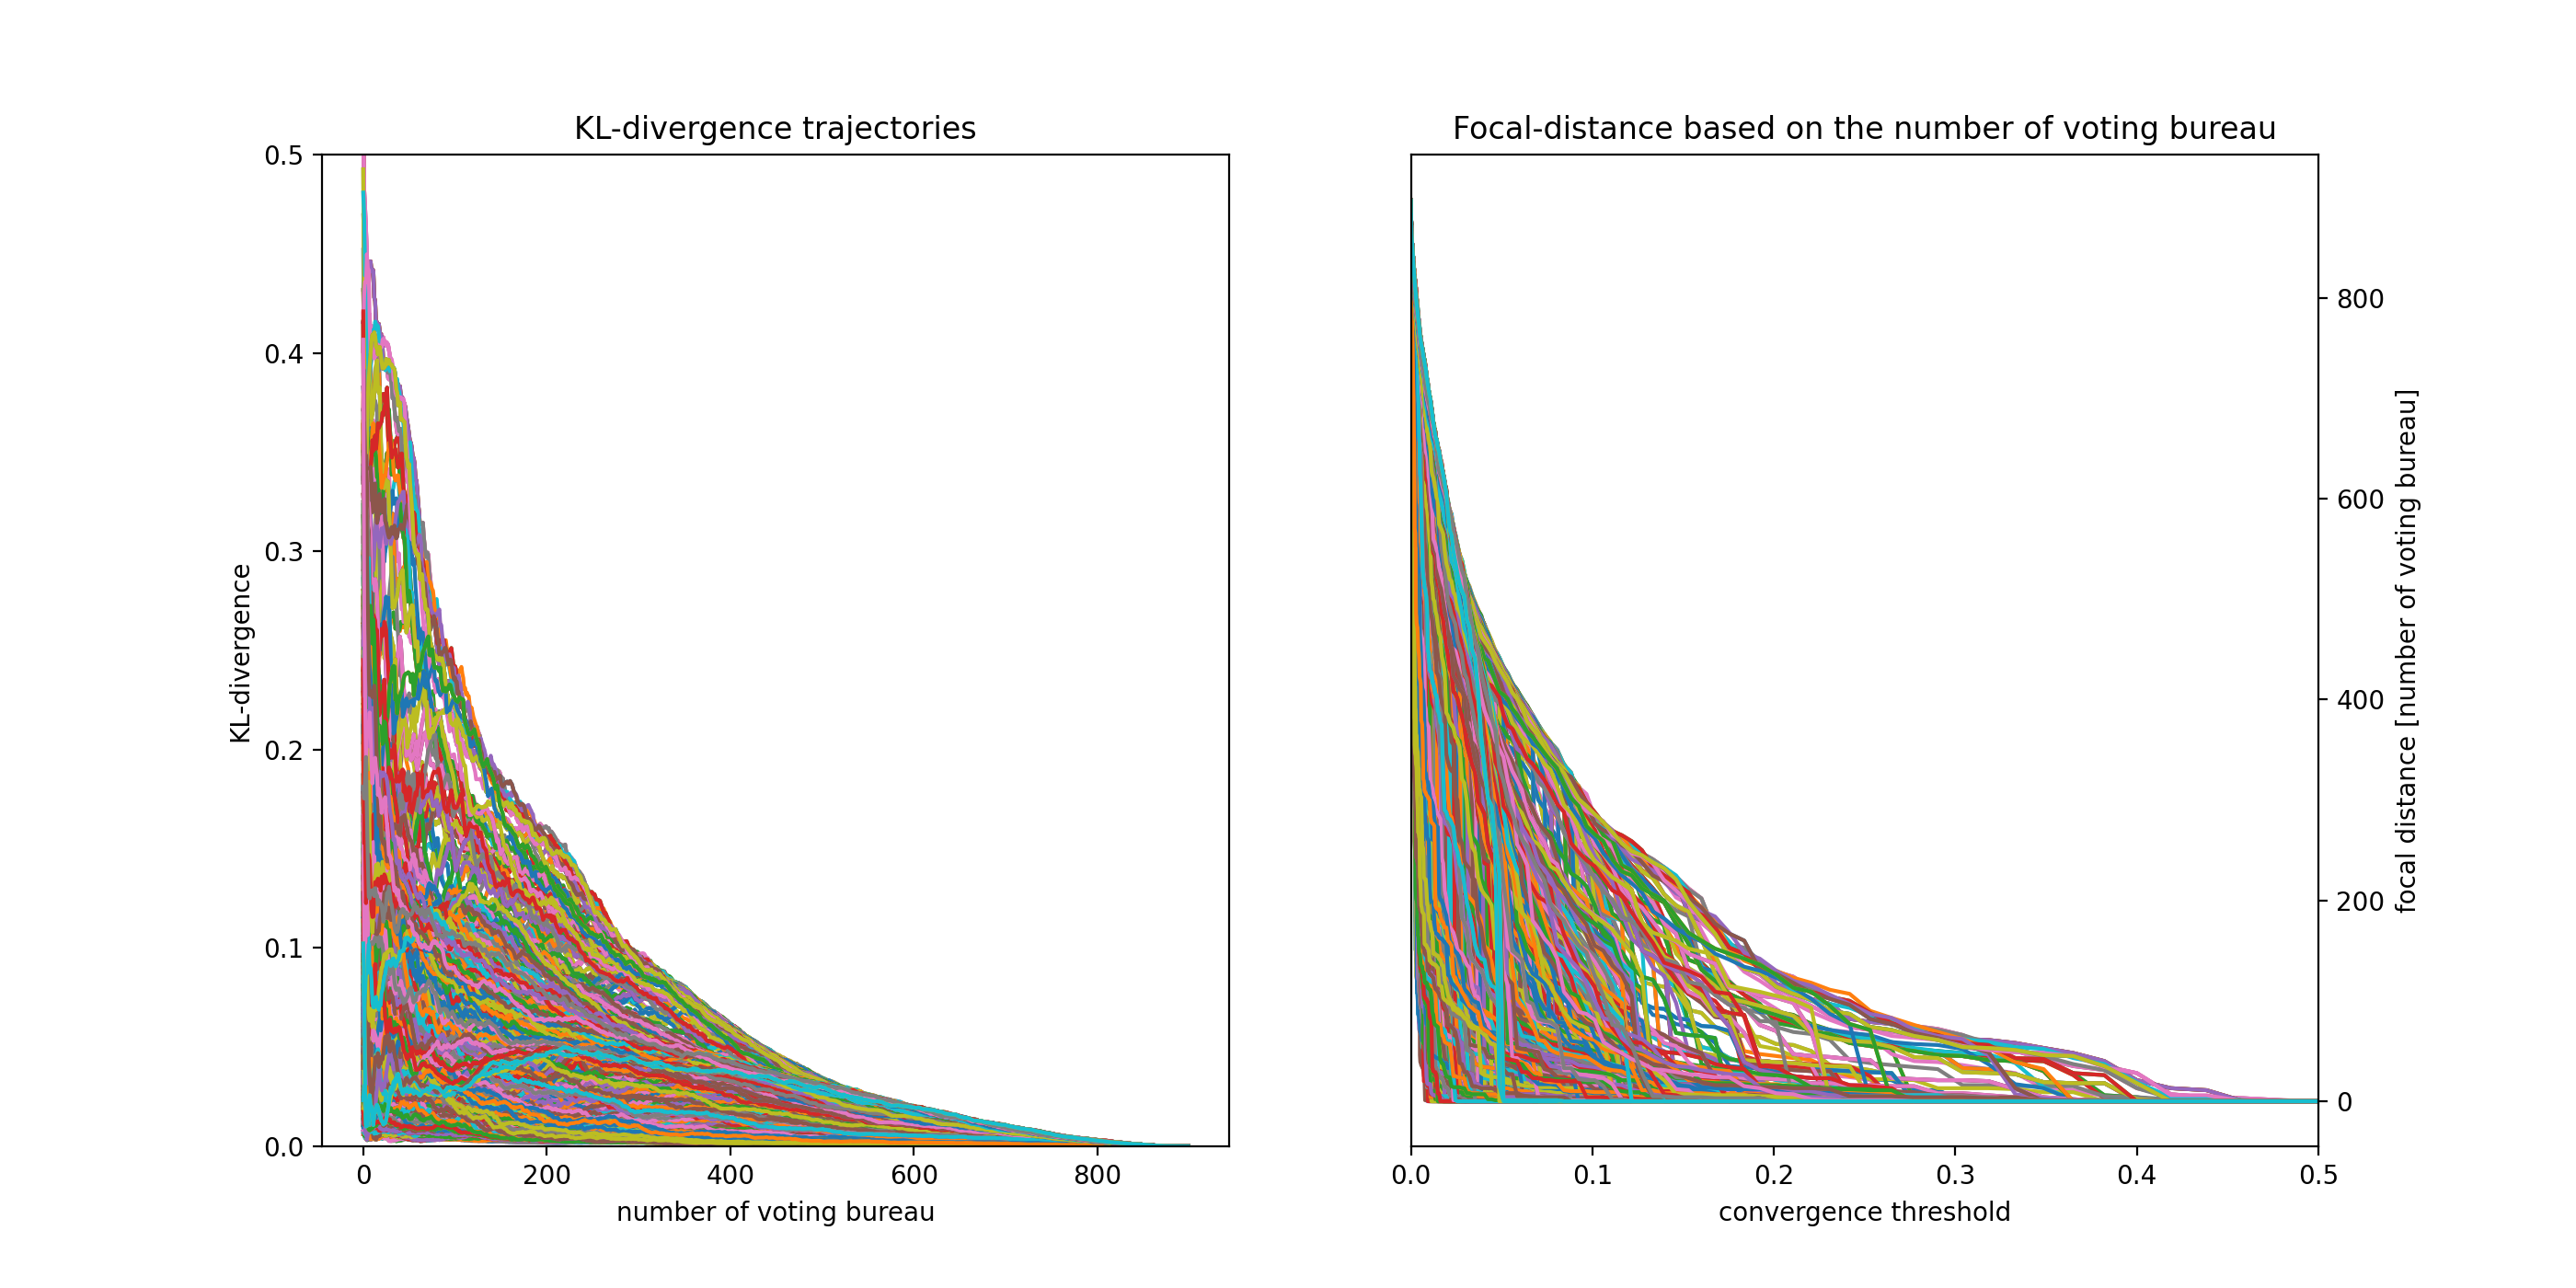 KL-divergence trajectories
0.5
0.4
0.3
0.2
0.1
0.0
KL-divergence
0 200 400 600 800
number of voting bureau
Focal-distance based on the number of voting bureau
800
600
400
200
0
focal distance [number of voting bureau]
0.0 0.1 0.2 0.3 0.4 0.5
convergence threshold